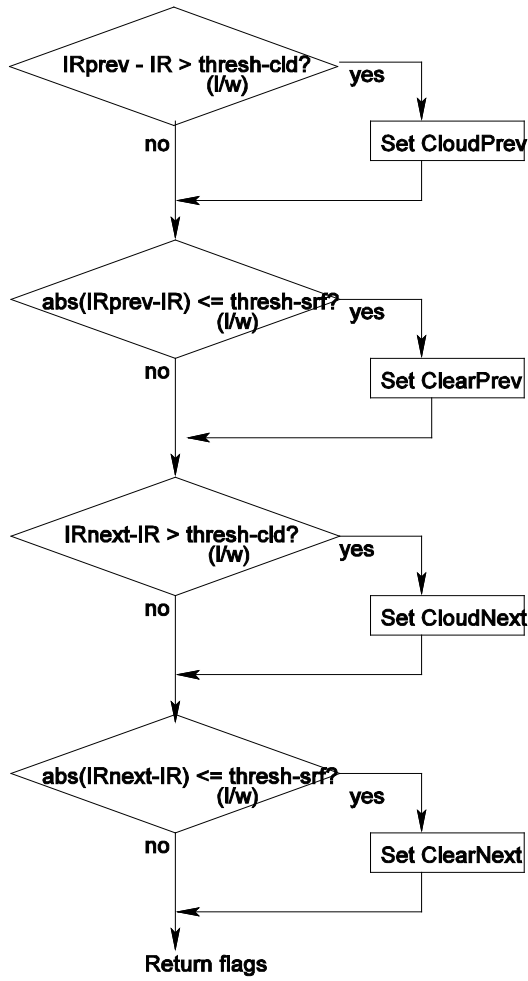 IRprev - IR > thresh-cld?
(l/w)
yes
no
Set CloudPrev
abs(IRprev-IR) <= thresh-srf?
(l/w)
yes
no
Set ClearPrev
IRnext-IR > thresh-cld?
(l/w)
yes
no
Set CloudNext
abs(IRnext-IR) <= thresh-srf?
(l/w)
yes
no
Set ClearNext
Return flags